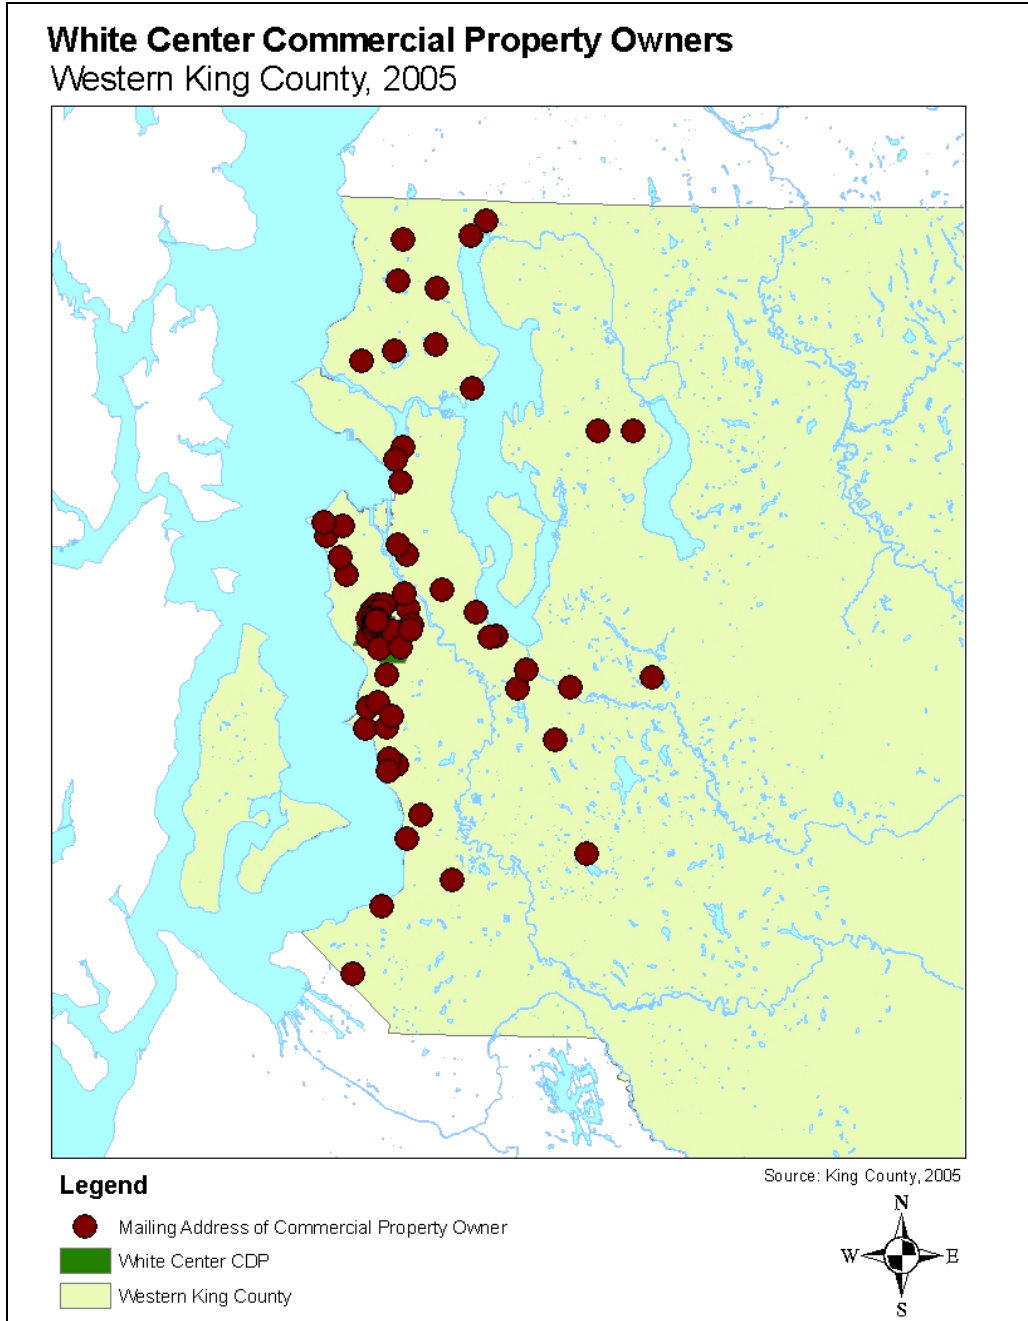 White Center Commercial Property Owners
Western King County, 2005
Source: King County, 2005
Legend
Mailing Address of Commercial Property Owner
White Center CDP
Western King County
N
W E
S